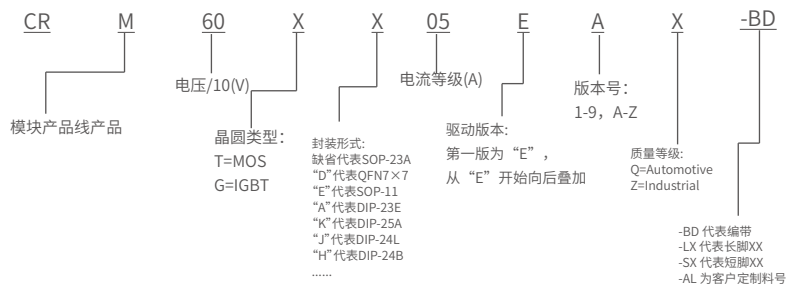 CR M 60 X X 05 E A X -BD
模块产品线产品
电压/10(V)
晶圆类型：
T=MOS
G=IGBT
封装形式:
缺省代表SOP-23A
“D”代表QFN7×7
“E”代表SOP-11
“A”代表DIP-23E
“K”代表DIP-25A
“J”代表DIP-24L
“H”代表DIP-24B
......
电流等级(A)
驱动版本:
第一版为“E”，
从“E”开始向后叠加
版本号：
1-9，A-Z
质量等级:
Q=Automotive
Z=Industrial
-BD 代表编带
-LX 代表长脚XX
-SX 代表短脚XX
-AL 为客户定制料号